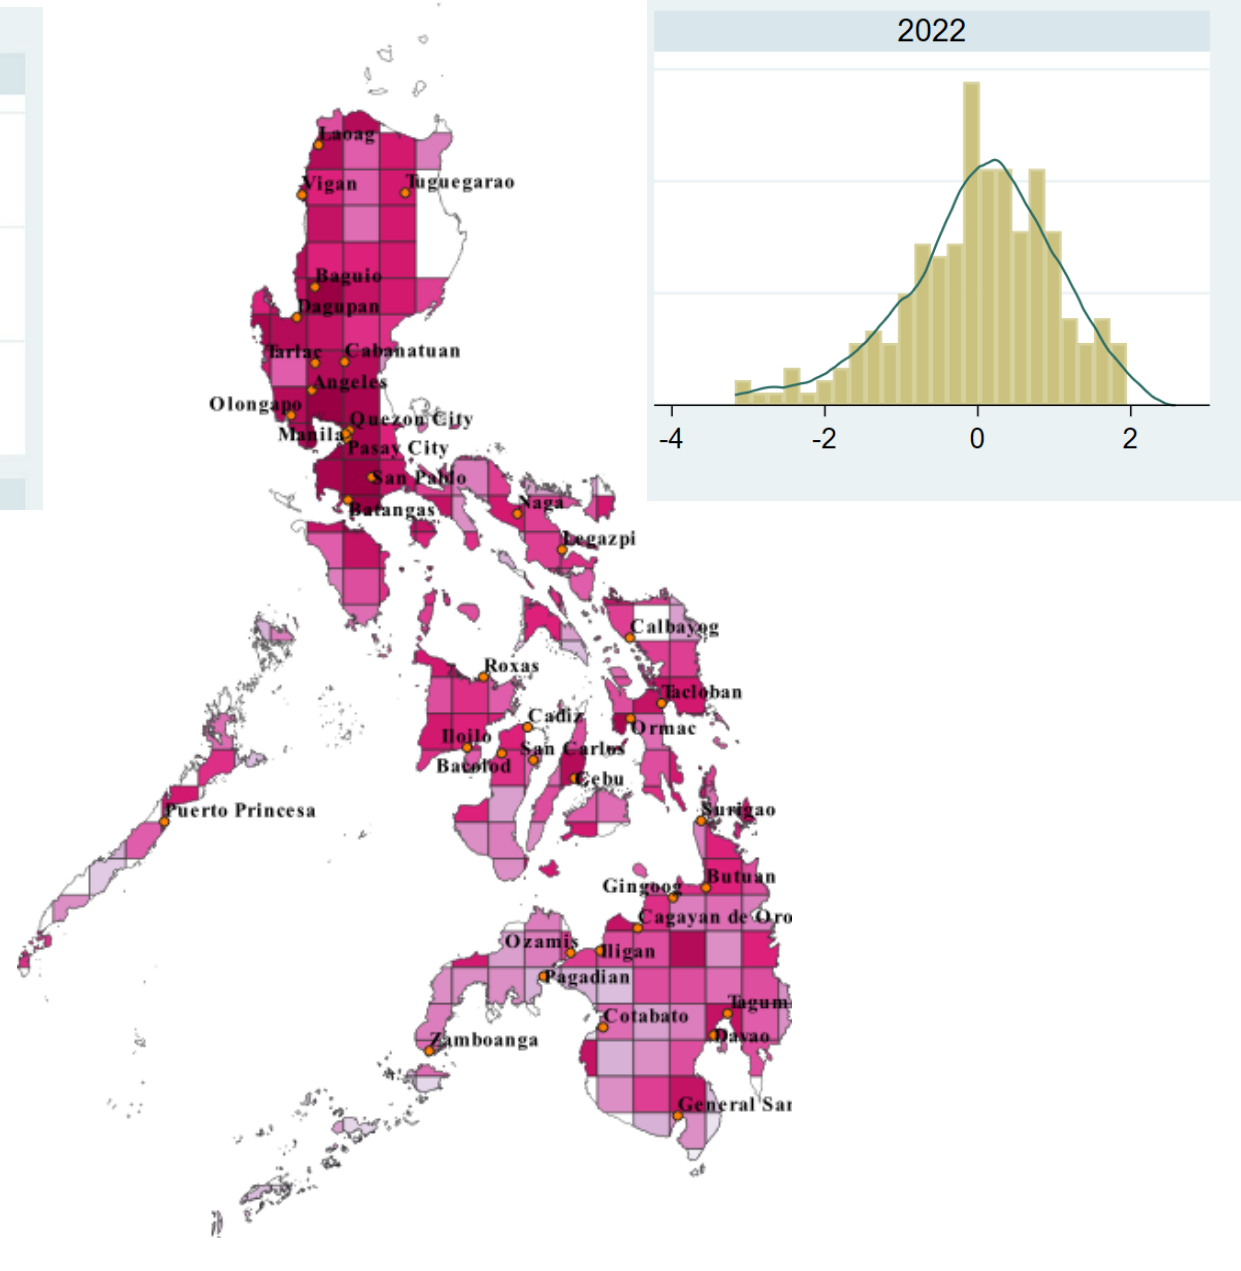 2022
-4
-2
0
2
Laoag
Vigan
Tuguegarao
Baguio
Dagupan
Tarlac
Cabanatuan
Angeles
Olongapo
Quezon City
Manila
Pasay City
San Pablo
Batangas
Naga
Legazpi
Calbayog
Roxas
Tacloban
Cadiz
Ormac
Iloilo
San Carlos
Bacolod
Cebu
Puerto Princesa
Surigao
Butuan
Gingoog
Cagayan de Oro
Ozamis
Iligan
Pagadian
Tagum
Cotabato
Davao
Zamboanga
General San